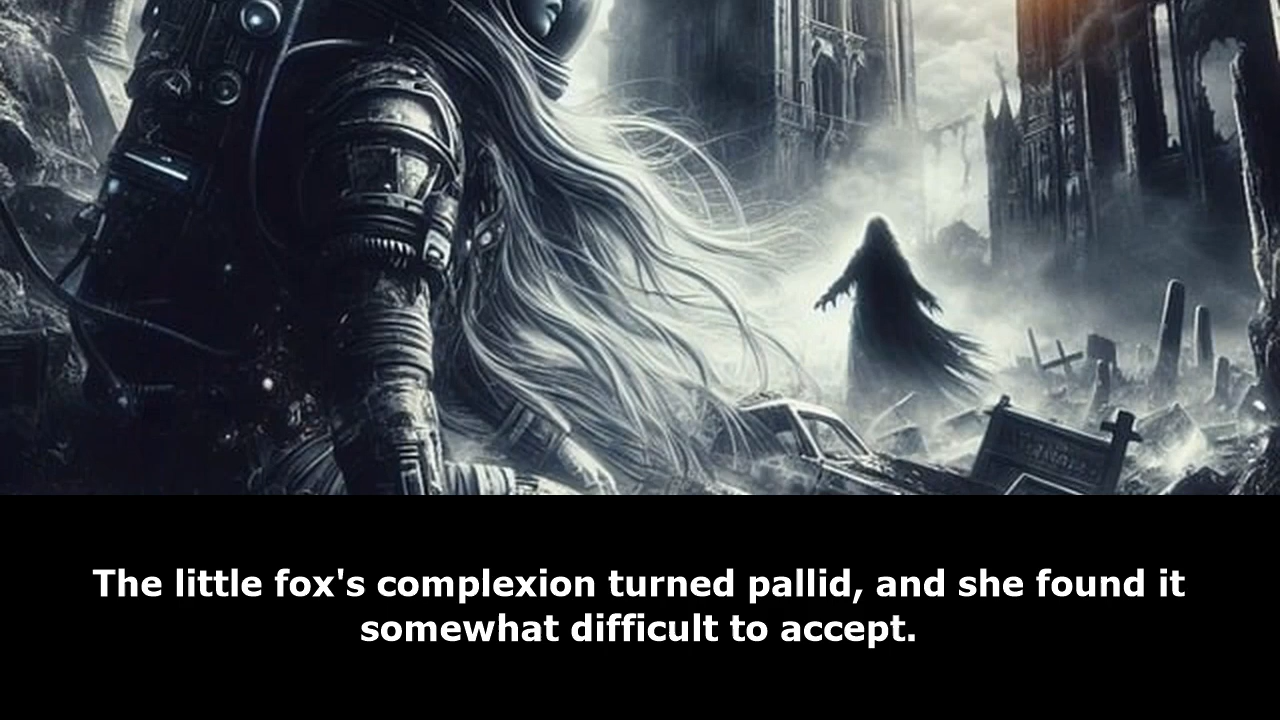 The little fox's complexion turned pallid, and she found it
somewhat difficult to accept.